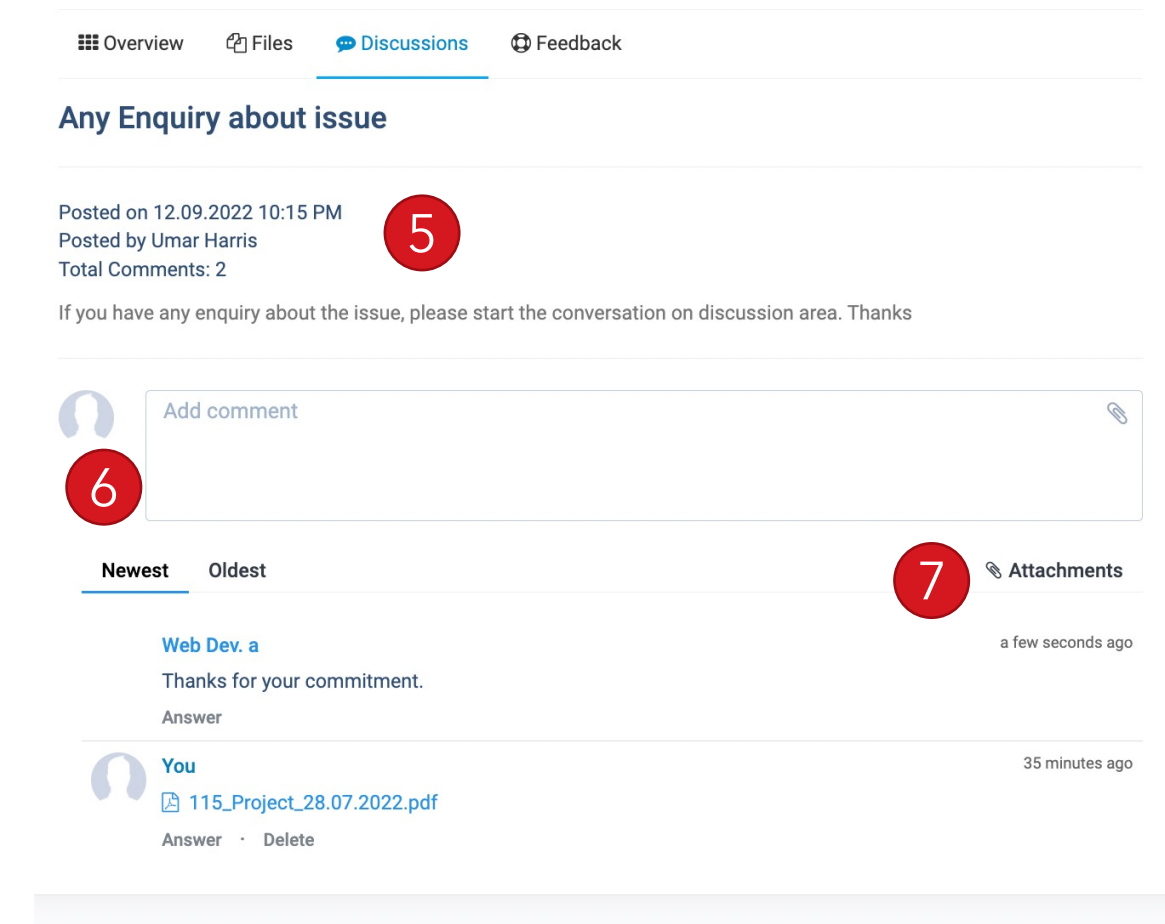 Overview Files Discussions Feedback
Any Enquiry about issue
Posted on 12.09.2022 10:15 PM
5
Posted by Umar Harris
Total Comments: 2
If you have any enquiry about the issue, please start the conversation on discussion area. Thanks
Add comment
6
Newest Oldest 7 Attachments
Web Dev. a a few seconds ago
Thanks for your commitment.
Answer
You 35 minutes ago
115_Project_28.07.2022.pdf
Answer · Delete